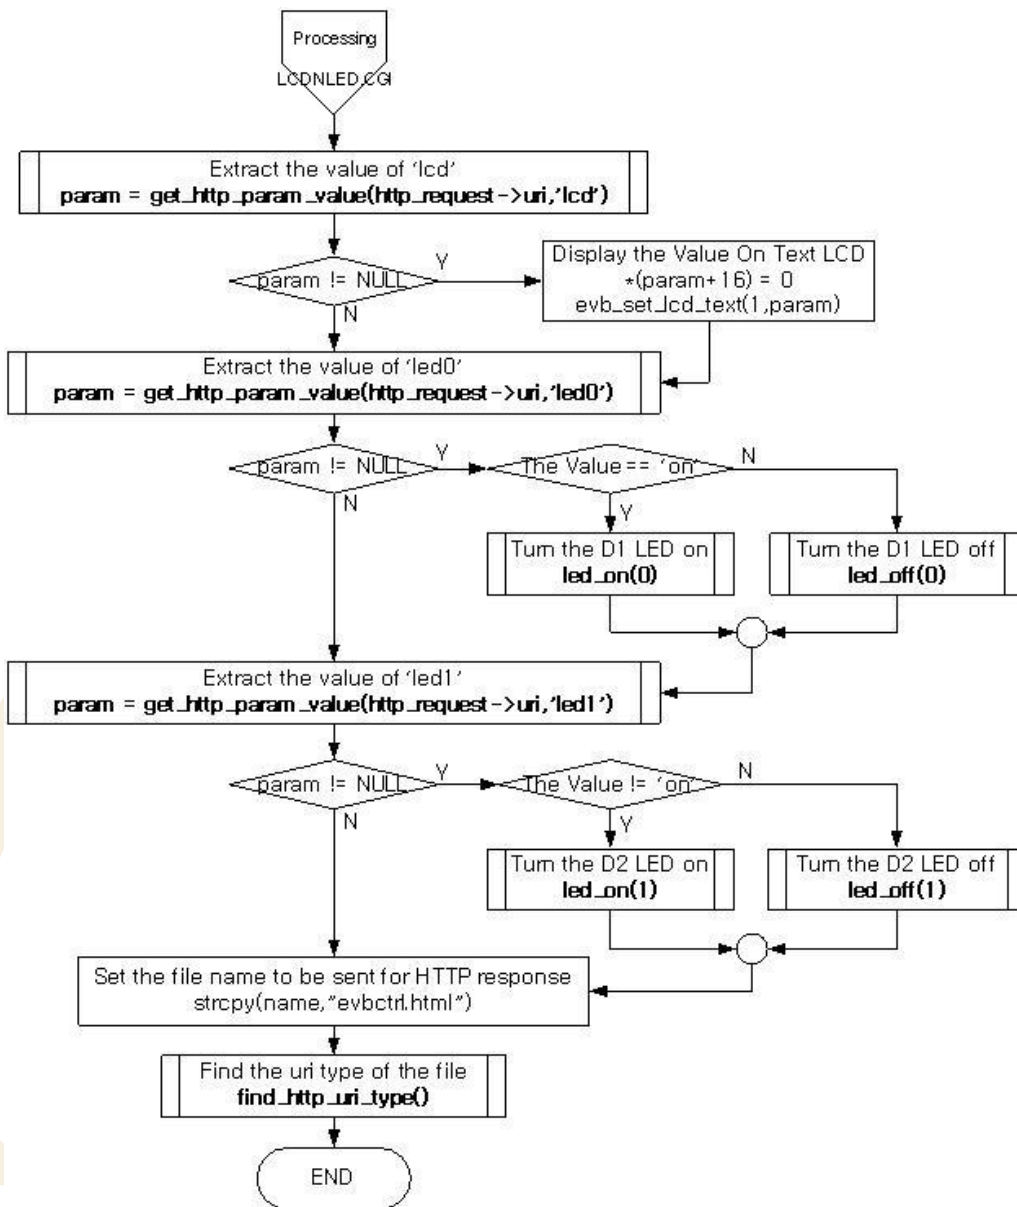 Processing
LCDNLED.CGI
Extract the value of 'lcd'
param = get_http_param_value(http_request->uri,'lcd')
param != NULL
Y
N
Display the Value On Text LCD
*(param+16) = 0
evb_set_lcd_text(1,param)
Extract the value of 'led0'
param = get_http_param_value(http_request->uri,'led0')
param != NULL
Y
N
The Value == 'on'
N
Y
Turn the D1 LED on
led_on(0)
Turn the D1 LED off
led_off(0)
Extract the value of 'led1'
param = get_http_param_value(http_request->uri,'led1')
param != NULL
Y
N
The Value != 'on
N
Y
Turn the D2 LED on
led_on(1)
Turn the D2 LED off
led_off(1)
Set the file name to be sent for HTTP response
strcpy(name,"evbctrl.html")
Find the uri type of the file
find_http_uri_type()
END